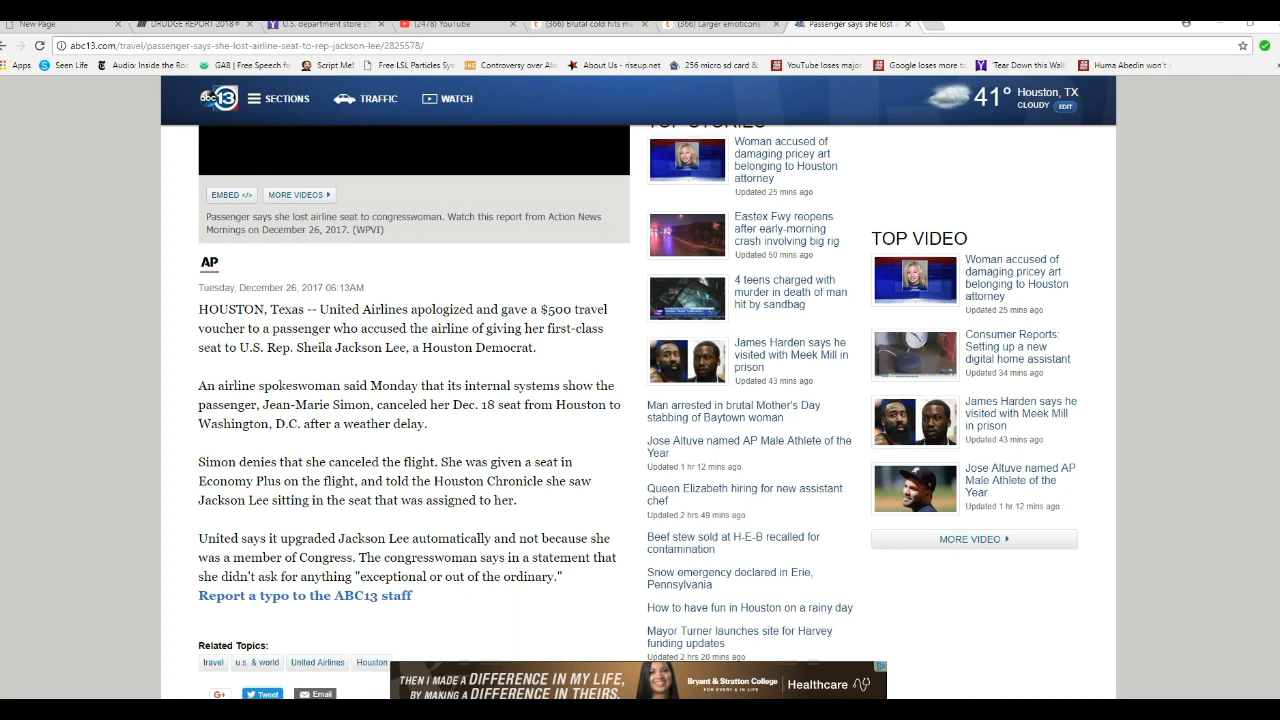 New Page
DRUDGE REPORT 2018®
U.S. department store st
(2478) YouTube
(366) Brutal cold hits ma
(366) Larger emoticons -
Passenger says she lost a
abc13.com/travel/passenger-says-she-lost-airline-seat-to-rep-jackson-lee/2825578/
Apps
Seen Life
Audio: Inside the Ro
GAB | Free Speech fo
Script Me!
Free LSL Particles Sys
Controversy over Ali
About Us - riseup.net
256 micro sd card &
YouTube loses major
Google loses more to
'Tear Down this Wall
Huma Abedin won't
abc 13
SECTIONS
TRAFFIC
WATCH
41°
Houston, TX
CLOUDY
EDIT
EMBED </>
MORE VIDEOS
Passenger says she lost airline seat to congresswoman. Watch this report from Action News
Mornings on December 26, 2017. (WPVI)
AP
Tuesday, December 26, 2017 06:13AM
HOUSTON, Texas -- United Airlines apologized and gave a $500 travel
voucher to a passenger who accused the airline of giving her first-class
seat to U.S. Rep. Sheila Jackson Lee, a Houston Democrat.
An airline spokeswoman said Monday that its internal systems show the
passenger, Jean-Marie Simon, canceled her Dec. 18 seat from Houston to
Washington, D.C. after a weather delay.
Simon denies that she canceled the flight. She was given a seat in
Economy Plus on the flight, and told the Houston Chronicle she saw
Jackson Lee sitting in the seat that was assigned to her.
United says it upgraded Jackson Lee automatically and not because she
was a member of Congress. The congresswoman says in a statement that
she didn't ask for anything "exceptional or out of the ordinary."
Report a typo to the ABC13 staff
Related Topics:
travel
u.s. & world
United Airlines
Houston
G+
Tweet
Email
TOP STORIES
Woman accused of
damaging pricey art
belonging to Houston
attorney
Updated 25 mins ago
Eastex Fwy reopens
after early-morning
crash involving big rig
Updated 50 mins ago
4 teens charged with
murder in death of man
hit by sandbag
James Harden says he
visited with Meek Mill in
prison
Updated 43 mins ago
Man arrested in brutal Mother's Day
stabbing of Baytown woman
Jose Altuve named AP Male Athlete of the
Year
Updated 1 hr 12 mins ago
Queen Elizabeth hiring for new assistant
chef
Updated 2 hrs 49 mins ago
Beef stew sold at H-E-B recalled for
contamination
Snow emergency declared in Erie,
Pennsylvania
How to have fun in Houston on a rainy day
Mayor Turner launches site for Harvey
funding updates
Updated 2 hrs 20 mins ago
TOP VIDEO
Woman accused of
damaging pricey art
belonging to Houston
attorney
Updated 25 mins ago
Consumer Reports:
Setting up a new
digital home assistant
Updated 34 mins ago
James Harden says he
visited with Meek Mill
in prison
Updated 43 mins ago
Jose Altuve named AP
Male Athlete of the
Year
Updated 1 hr 12 mins ago
MORE VIDEO
THEN I MADE A DIFFERENCE IN MY LIFE,
BY MAKING A DIFFERENCE IN THEIRS.
Bryant & Stratton College
FOR EVERY & IN LIFE
Healthcare